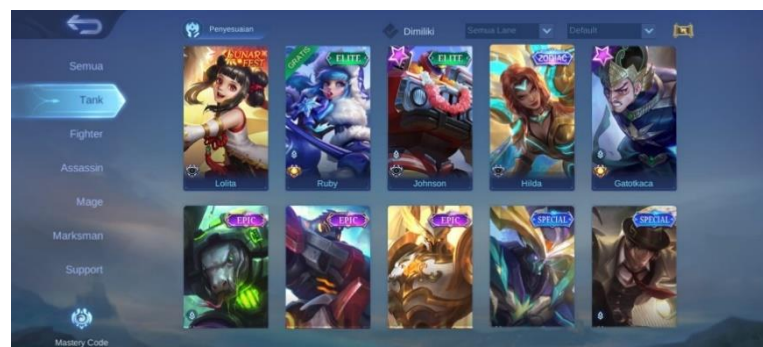 Penyesuaian
Dimiliki
Semua Lane
Default
Semua
Tank
Fighter
Assassin
Mage
Marksman
Support
Mastery Code
LUNAR FEST
GRATIS
ELITE
ELITE
ZODIAC
Lolita
Ruby
Johnson
Hilda
Gatotkaca
EPIC
EPIC
EPIC
SPECIAL
SPECIAL